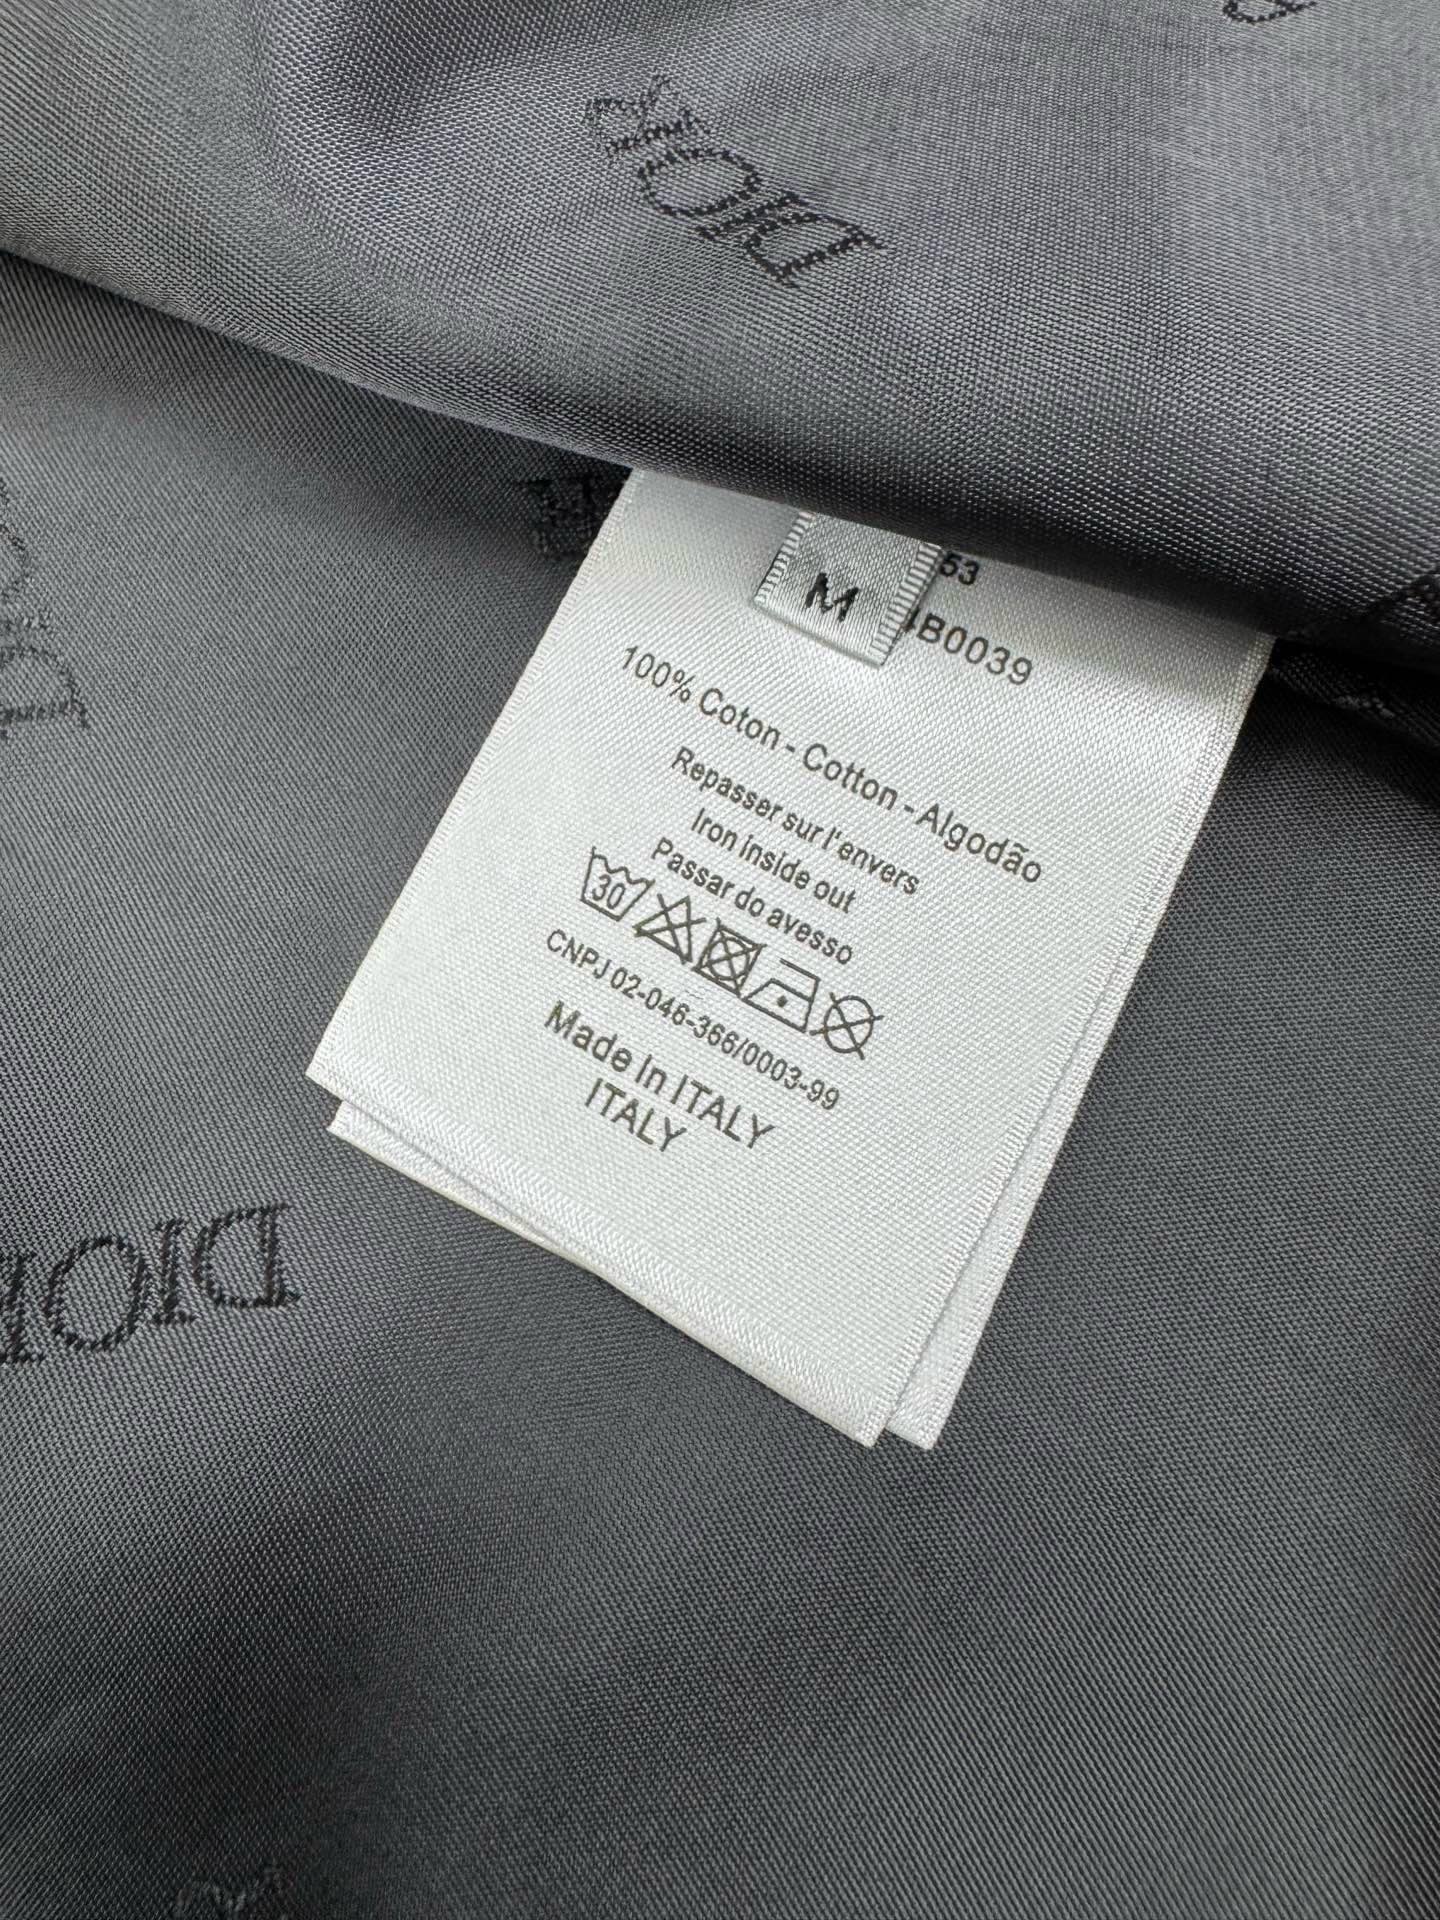 DIOR
M
53
B0039
100% Coton - Cotton - Algodão
Repasser sur l'envers
Iron inside out
Passar do avesso
30
CNPJ 02-046-366/0003-99
Made In ITALY
ITALY
DIOR